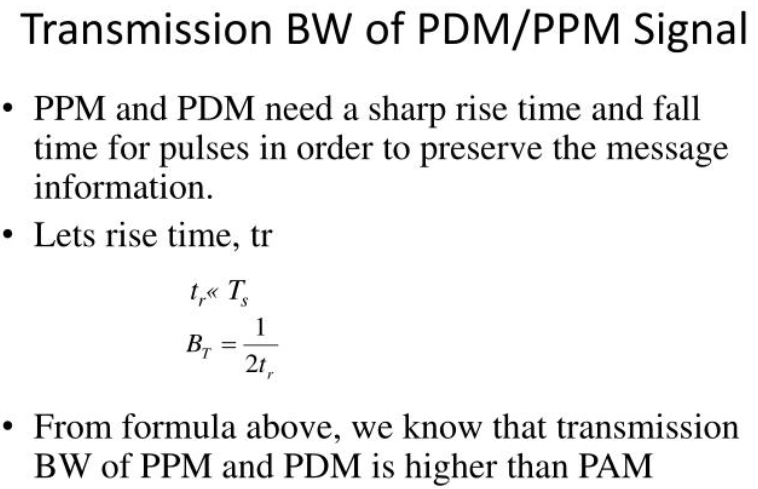 Transmission BW of PDM/PPM Signal
• PPM and PDM need a sharp rise time and fall
time for pulses in order to preserve the message
information.
• Lets rise time, tr
t_r « T_s
B_T = 1/2t_r
• From formula above, we know that transmission
BW of PPM and PDM is higher than PAM